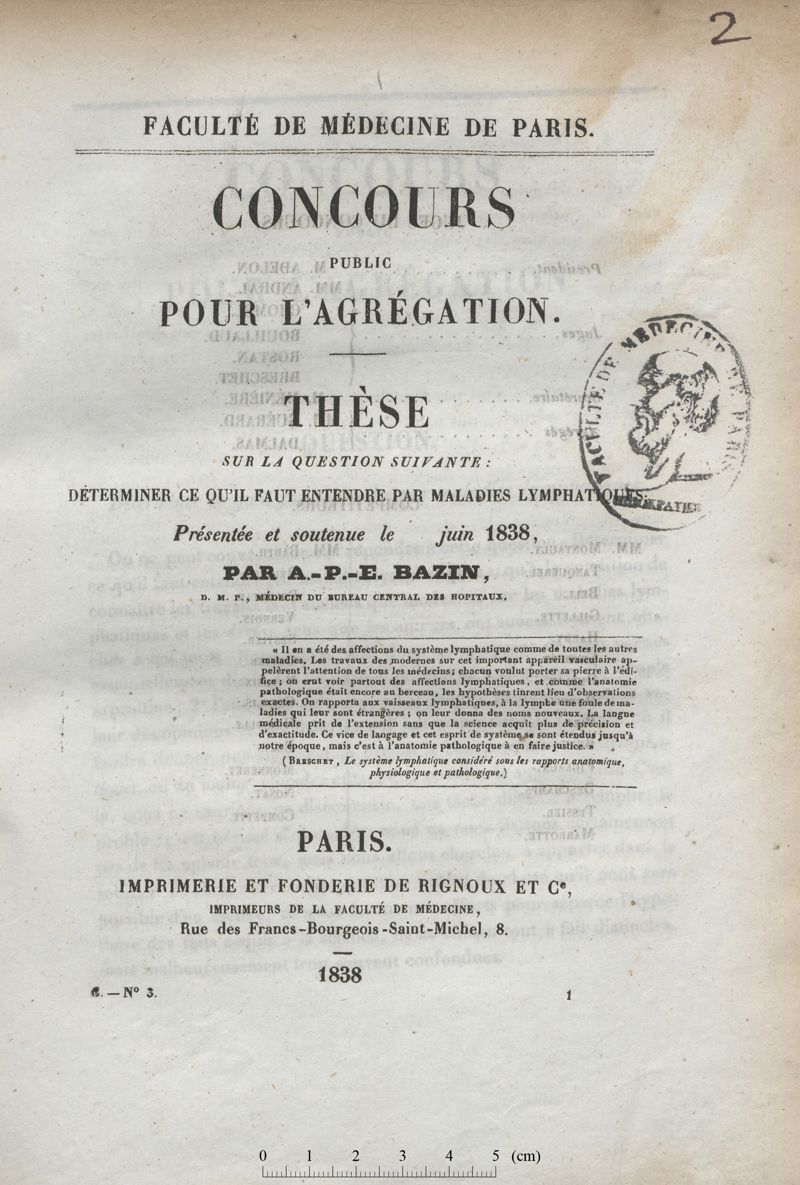 2
FACULTÉ DE MÉDECINE DE PARIS.
CONCOURS
PUBLIC
POUR L'AGRÉGATION.
THÈSE
SUR LA QUESTION SUIVANTE :
DÉTERMINER CE QU'IL FAUT ENTENDRE PAR MALADIES LYMPHATIQUES.
FACULTÉ DE MÉDECINE DE PARIS
Présentée et soutenue le juin 1838,
PAR A.-P.-E. BAZIN,
D. M. P., MÉDECIN DU BUREAU CENTRAL DES HOPITAUX.
« Il en a été des affections du système lymphatique comme de toutes les autres
maladies. Les travaux des modernes sur cet important appareil vasculaire ap-
pelèrent l'attention de tous les médecins; chacun voulut porter sa pierre à l'édi-
fice; on crut voir partout des affections lymphatiques, et comme l'anatomie
pathologique était encore au berceau, les hypothèses tinrent lieu d'observations
exactes. On rapporta aux vaisseaux lymphatiques, à la lymphe une foule de ma-
ladies qui leur sont étrangères; on leur donna des noms nouveaux. La langue
médicale prit de l'extension sans que la science acquît plus de précision et
d'exactitude. Ce vice de langage et cet esprit de système se sont étendus jusqu'à
notre époque, mais c'est à l'anatomie pathologique à en faire justice. »
(BRESCHET, Le système lymphatique considéré sous les rapports anatomique,
physiologique et pathologique.)
PARIS.
IMPRIMERIE ET FONDERIE DE RIGNOUX ET Ce,
IMPRIMEURS DE LA FACULTÉ DE MÉDECINE,
Rue des Francs-Bourgeois-Saint-Michel, 8.
1838
— No 3.
1
0 1 2 3 4 5 (cm)